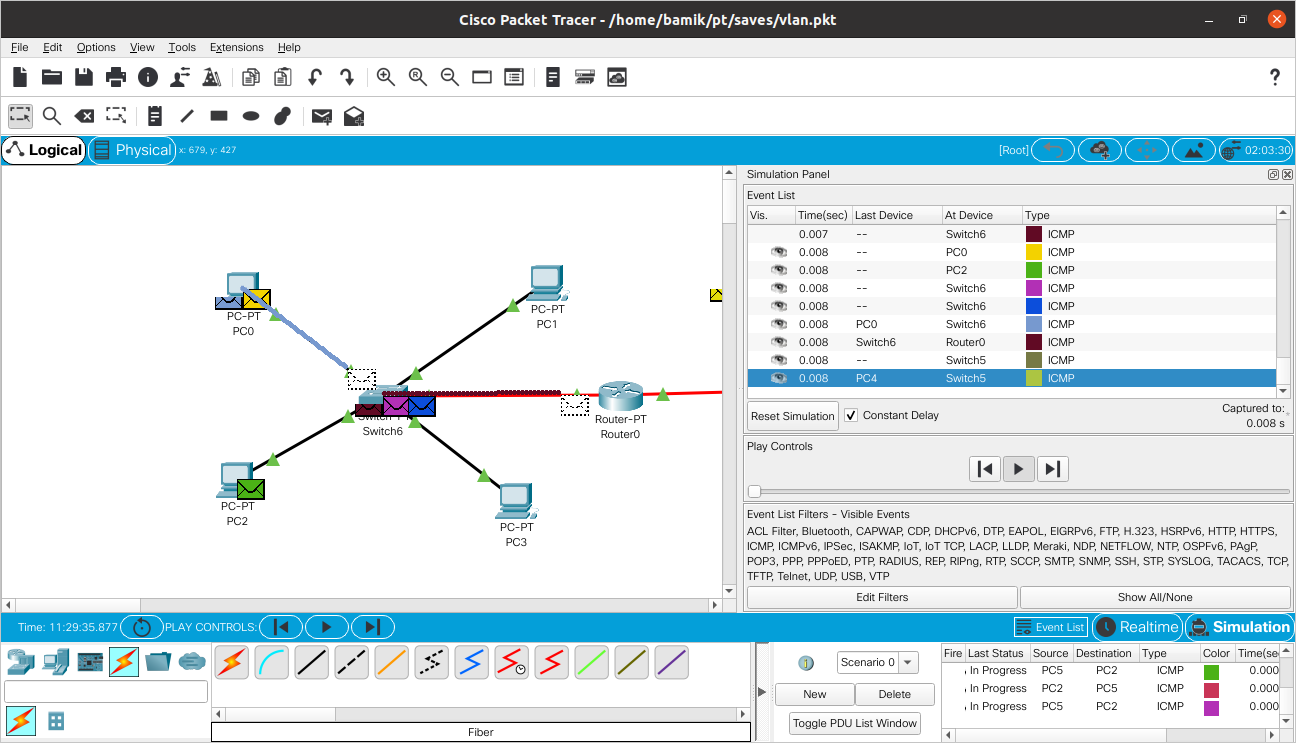 Cisco Packet Tracer - /home/bamik/pt/saves/vlan.pkt
File Edit Options View Tools Extensions Help
Logical Physical x: 679, y: 427 [Root] 02:03:30
PC-PT
PC0
PC-PT
PC1
Switch6
Router-PT
Router0
PC-PT
PC2
PC-PT
PC3
Simulation Panel
Event List
Vis. Time(sec) Last Device At Device Type
0.007 -- Switch6 ICMP
0.008 -- PC0 ICMP
0.008 -- PC2 ICMP
0.008 -- Switch6 ICMP
0.008 -- Switch6 ICMP
0.008 PC0 Switch6 ICMP
0.008 Switch6 Router0 ICMP
0.008 -- Switch5 ICMP
0.008 PC4 Switch5 ICMP
Reset Simulation Constant Delay Captured to:
0.008 s
Play Controls
Event List Filters - Visible Events
ACL Filter, Bluetooth, CAPWAP, CDP, DHCPv6, DTP, EAPOL, EIGRPv6, FTP, H.323, HSRPv6, HTTP, HTTPS,
ICMP, ICMPv6, IPSec, ISAKMP, IoT, IoT TCP, LACP, LLDP, Meraki, NDP, NETFLOW, NTP, OSPFv6, PAgP,
POP3, PPP, PPPoED, PTP, RADIUS, REP, RIPng, RTP, SCCP, SMTP, SNMP, SSH, STP, SYSLOG, TACACS, TCP,
TFTP, Telnet, UDP, USB, VTP
Edit Filters Show All/None
Time: 11:29:35.877 PLAY CONTROLS: Event List Realtime Simulation
Fiber
Scenario 0
New Delete
Toggle PDU List Window
Fire Last Status Source Destination Type Color Time(se
In Progress PC5 PC2 ICMP 0.000
In Progress PC2 PC5 ICMP 0.000
In Progress PC5 PC2 ICMP 0.000